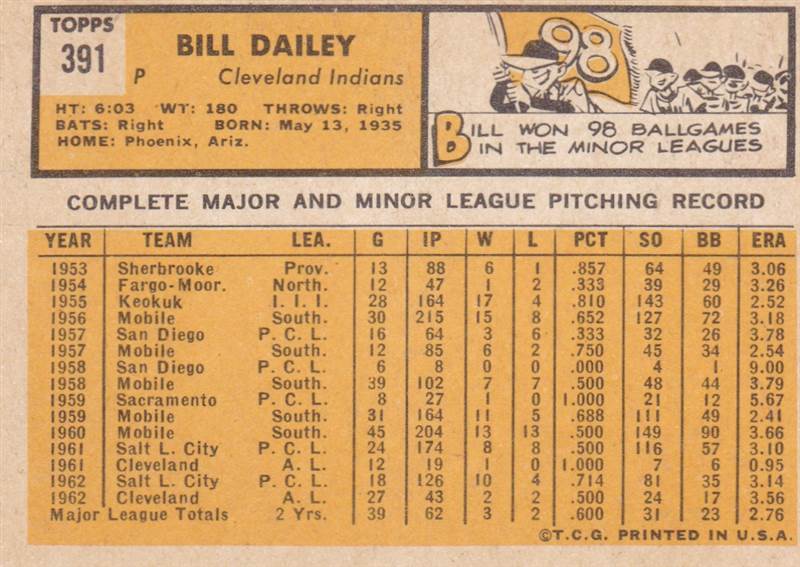 TOPPS
391
BILL DAILEY
P Cleveland Indians
HT: 6:03 WT: 180 THROWS: Right
BATS: Right BORN: May 13, 1935
HOME: Phoenix, Ariz.
98
BILL WON 98 BALLGAMES
IN THE MINOR LEAGUES
COMPLETE MAJOR AND MINOR LEAGUE PITCHING RECORD
YEAR TEAM LEA. G IP W L PCT SO BB ERA
1953 Sherbrooke Prov. 13 88 6 1 .857 64 49 3.06
1954 Fargo-Moor. North. 12 47 1 2 .333 39 29 3.26
1955 Keokuk I. I. I. 28 164 17 4 .810 143 60 2.52
1956 Mobile South. 30 215 15 8 .652 127 72 3.18
1957 San Diego P. C. L. 16 64 3 6 .333 32 26 3.78
1957 Mobile South. 12 85 6 2 .750 45 34 2.54
1958 San Diego P. C. L. 6 8 0 0 .000 4 1 9.00
1958 Mobile South. 39 102 7 7 .500 48 44 3.79
1959 Sacramento P. C. L. 8 27 1 0 1.000 21 12 5.67
1959 Mobile South. 31 164 11 5 .688 111 49 2.41
1960 Mobile South. 45 204 13 13 .500 149 90 3.66
1961 Salt L. City P. C. L. 24 174 8 8 .500 116 57 3.10
1961 Cleveland A. L. 12 19 1 0 1.000 7 6 0.95
1962 Salt L. City P. C. L. 18 126 10 4 .714 81 35 3.14
1962 Cleveland A. L. 27 43 2 2 .500 24 17 3.56
Major League Totals 2 Yrs. 39 62 3 2 .600 31 23 2.76
©T.C.G. PRINTED IN U.S.A.